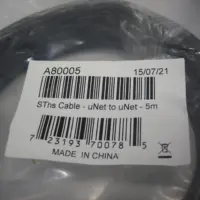 A80005 15/07/21
SThs Cable - uNet to uNet - 5m
7 23193 70078 5
MADE IN CHINA